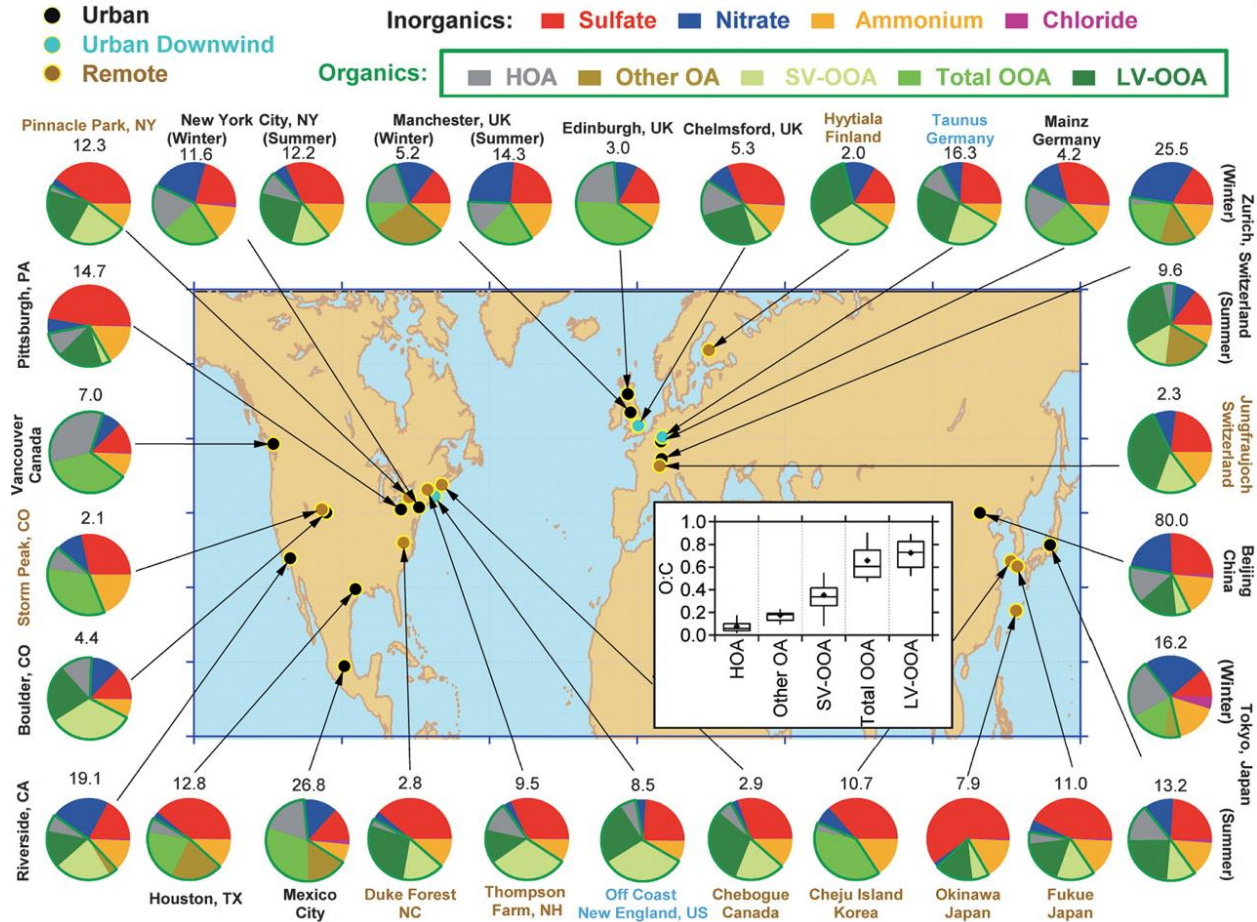 Urban
Urban Downwind
Remote
Inorganics: Sulfate Nitrate Ammonium Chloride
Organics: HOA Other OA SV-OOA Total OOA LV-OOA
Pinnacle Park, NY
12.3
New York City, NY
(Winter) (Summer)
11.6 12.2
Manchester, UK
(Winter) (Summer)
5.2 14.3
Edinburgh, UK
3.0
Chelmsford, UK
5.3
Hyytiala
Finland
2.0
Taunus
Germany
16.3
Mainz
Germany
4.2
25.5
(Winter)
Zurich, Switzerland
9.6
(Summer)
Pittsburgh, PA
14.7
Vancouver
Canada
7.0
Storm Peak, CO
2.1
Boulder, CO
4.4
Riverside, CA
19.1
Jungfraujoch
Switzerland
2.3
Beijing
China
80.0
16.2
(Winter)
Tokyo, Japan
13.2
(Summer)
O:C
1.0
0.8
0.6
0.4
0.2
0.0
HOA
Other OA
SV-OOA
Total OOA
LV-OOA
12.8
Houston, TX
26.8
Mexico
City
2.8
Duke Forest
NC
9.5
Thompson
Farm, NH
8.5
Off Coast
New England, US
2.9
Chebogue
Canada
10.7
Cheju Island
Korea
7.9
Okinawa
Japan
11.0
Fukue
Japan